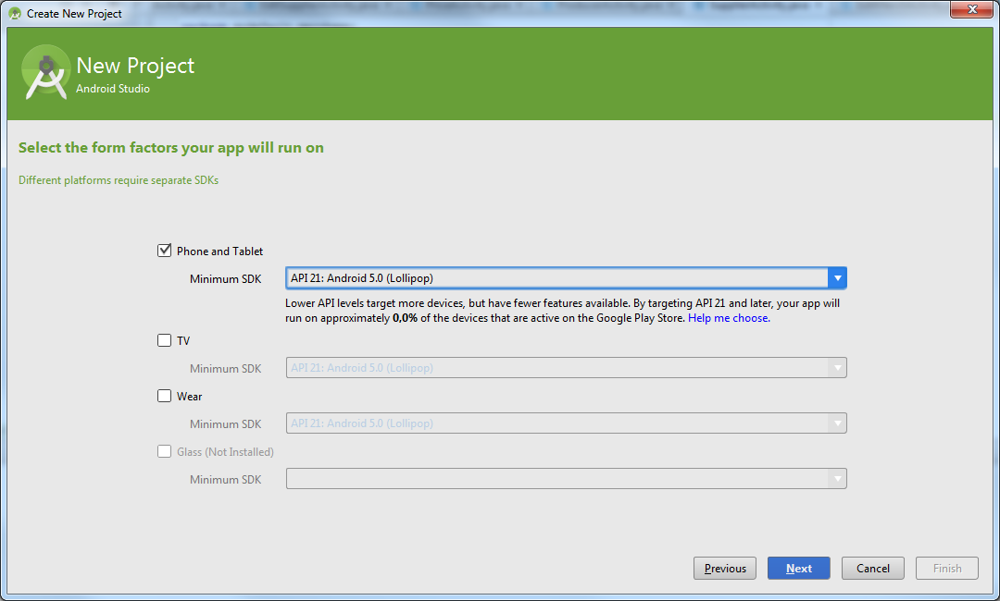 Create New Project
New Project
Android Studio
Select the form factors your app will run on
Different platforms require separate SDKs
Phone and Tablet
Minimum SDK
API 21: Android 5.0 (Lollipop)
Lower API levels target more devices, but have fewer features available. By targeting API 21 and later, your app will
run on approximately 0,0% of the devices that are active on the Google Play Store. Help me choose.
TV
Minimum SDK
API 21: Android 5.0 (Lollipop)
Wear
Minimum SDK
API 21: Android 5.0 (Lollipop)
Glass (Not Installed)
Minimum SDK
Previous
Next
Cancel
Finish